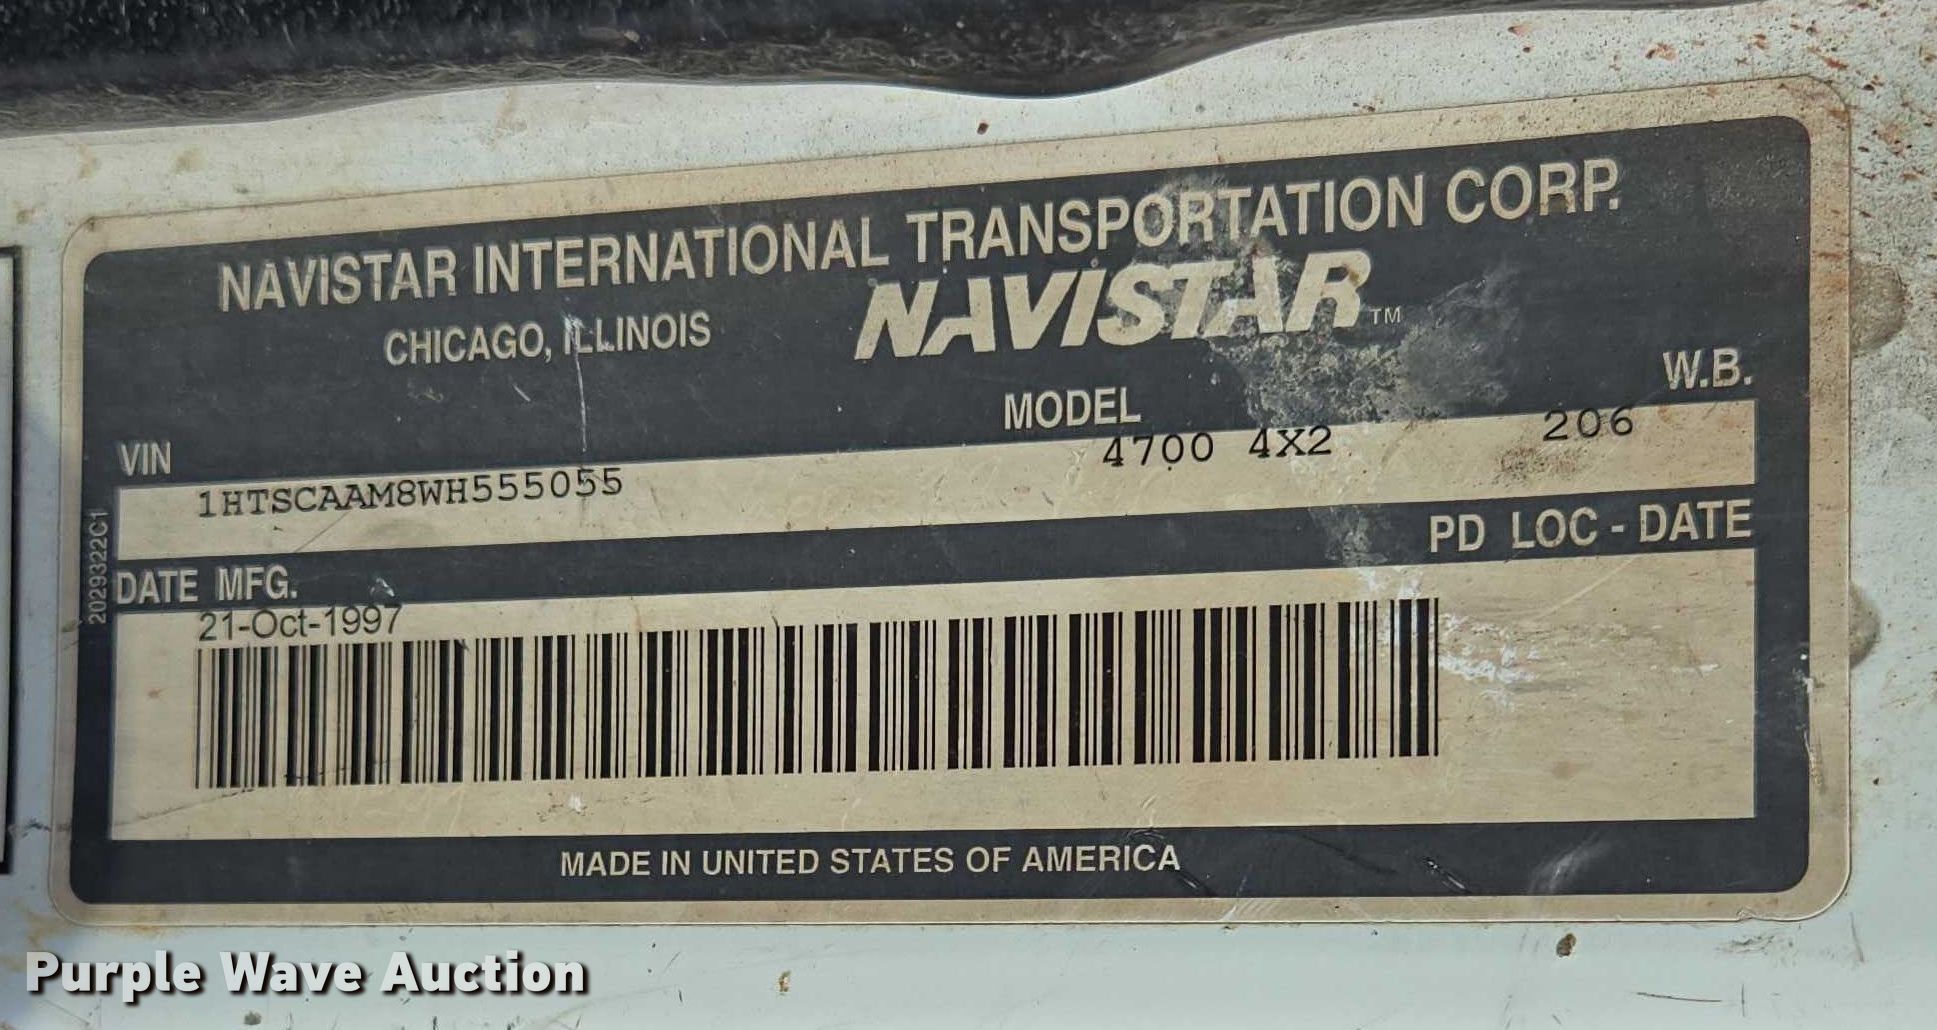 NAVISTAR INTERNATIONAL TRANSPORTATION CORP.
CHICAGO, ILLINOIS
NAVISTAR™
VIN
MODEL
W.B.
1HTSCAAM8WH555055
4700 4X2
206
2029322C1
DATE MFG.
PD LOC - DATE
21-Oct-1997
MADE IN UNITED STATES OF AMERICA
Purple Wave Auction